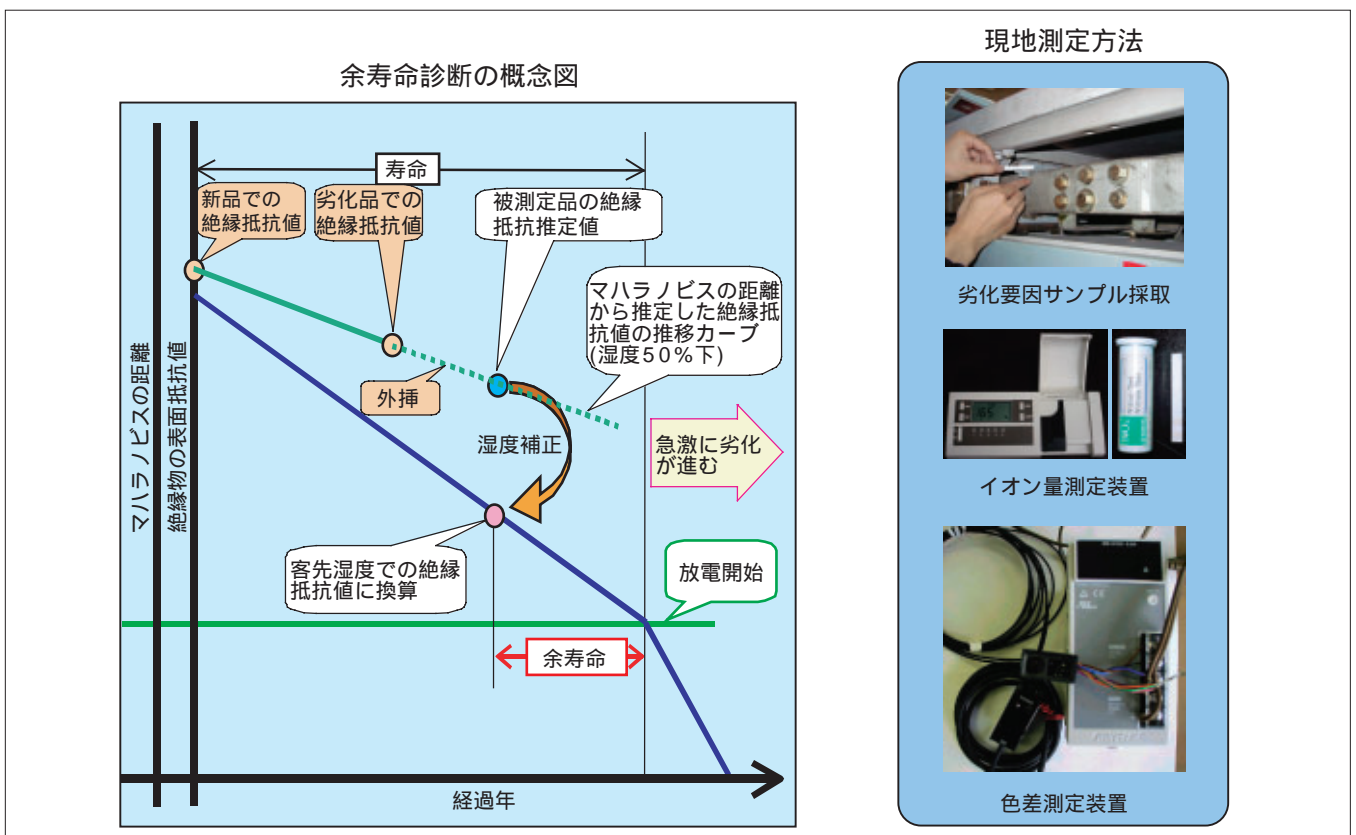 余寿命診断の概念図
寿命
新品での
絶縁抵抗値
劣化品での
絶縁抵抗値
被測定品の絶縁
抵抗推定値
マハラノビスの距離
から推定した絶縁抵
抗値の推移カーブ
(湿度50%下)
マハラノビスの距離
絶縁物の表面抵抗値
外挿
湿度補正
急激に劣化
が進む
客先湿度での絶縁
抵抗値に換算
放電開始
余寿命
経過年
現地測定方法
劣化要因サンプル採取
イオン量測定装置
色差測定装置